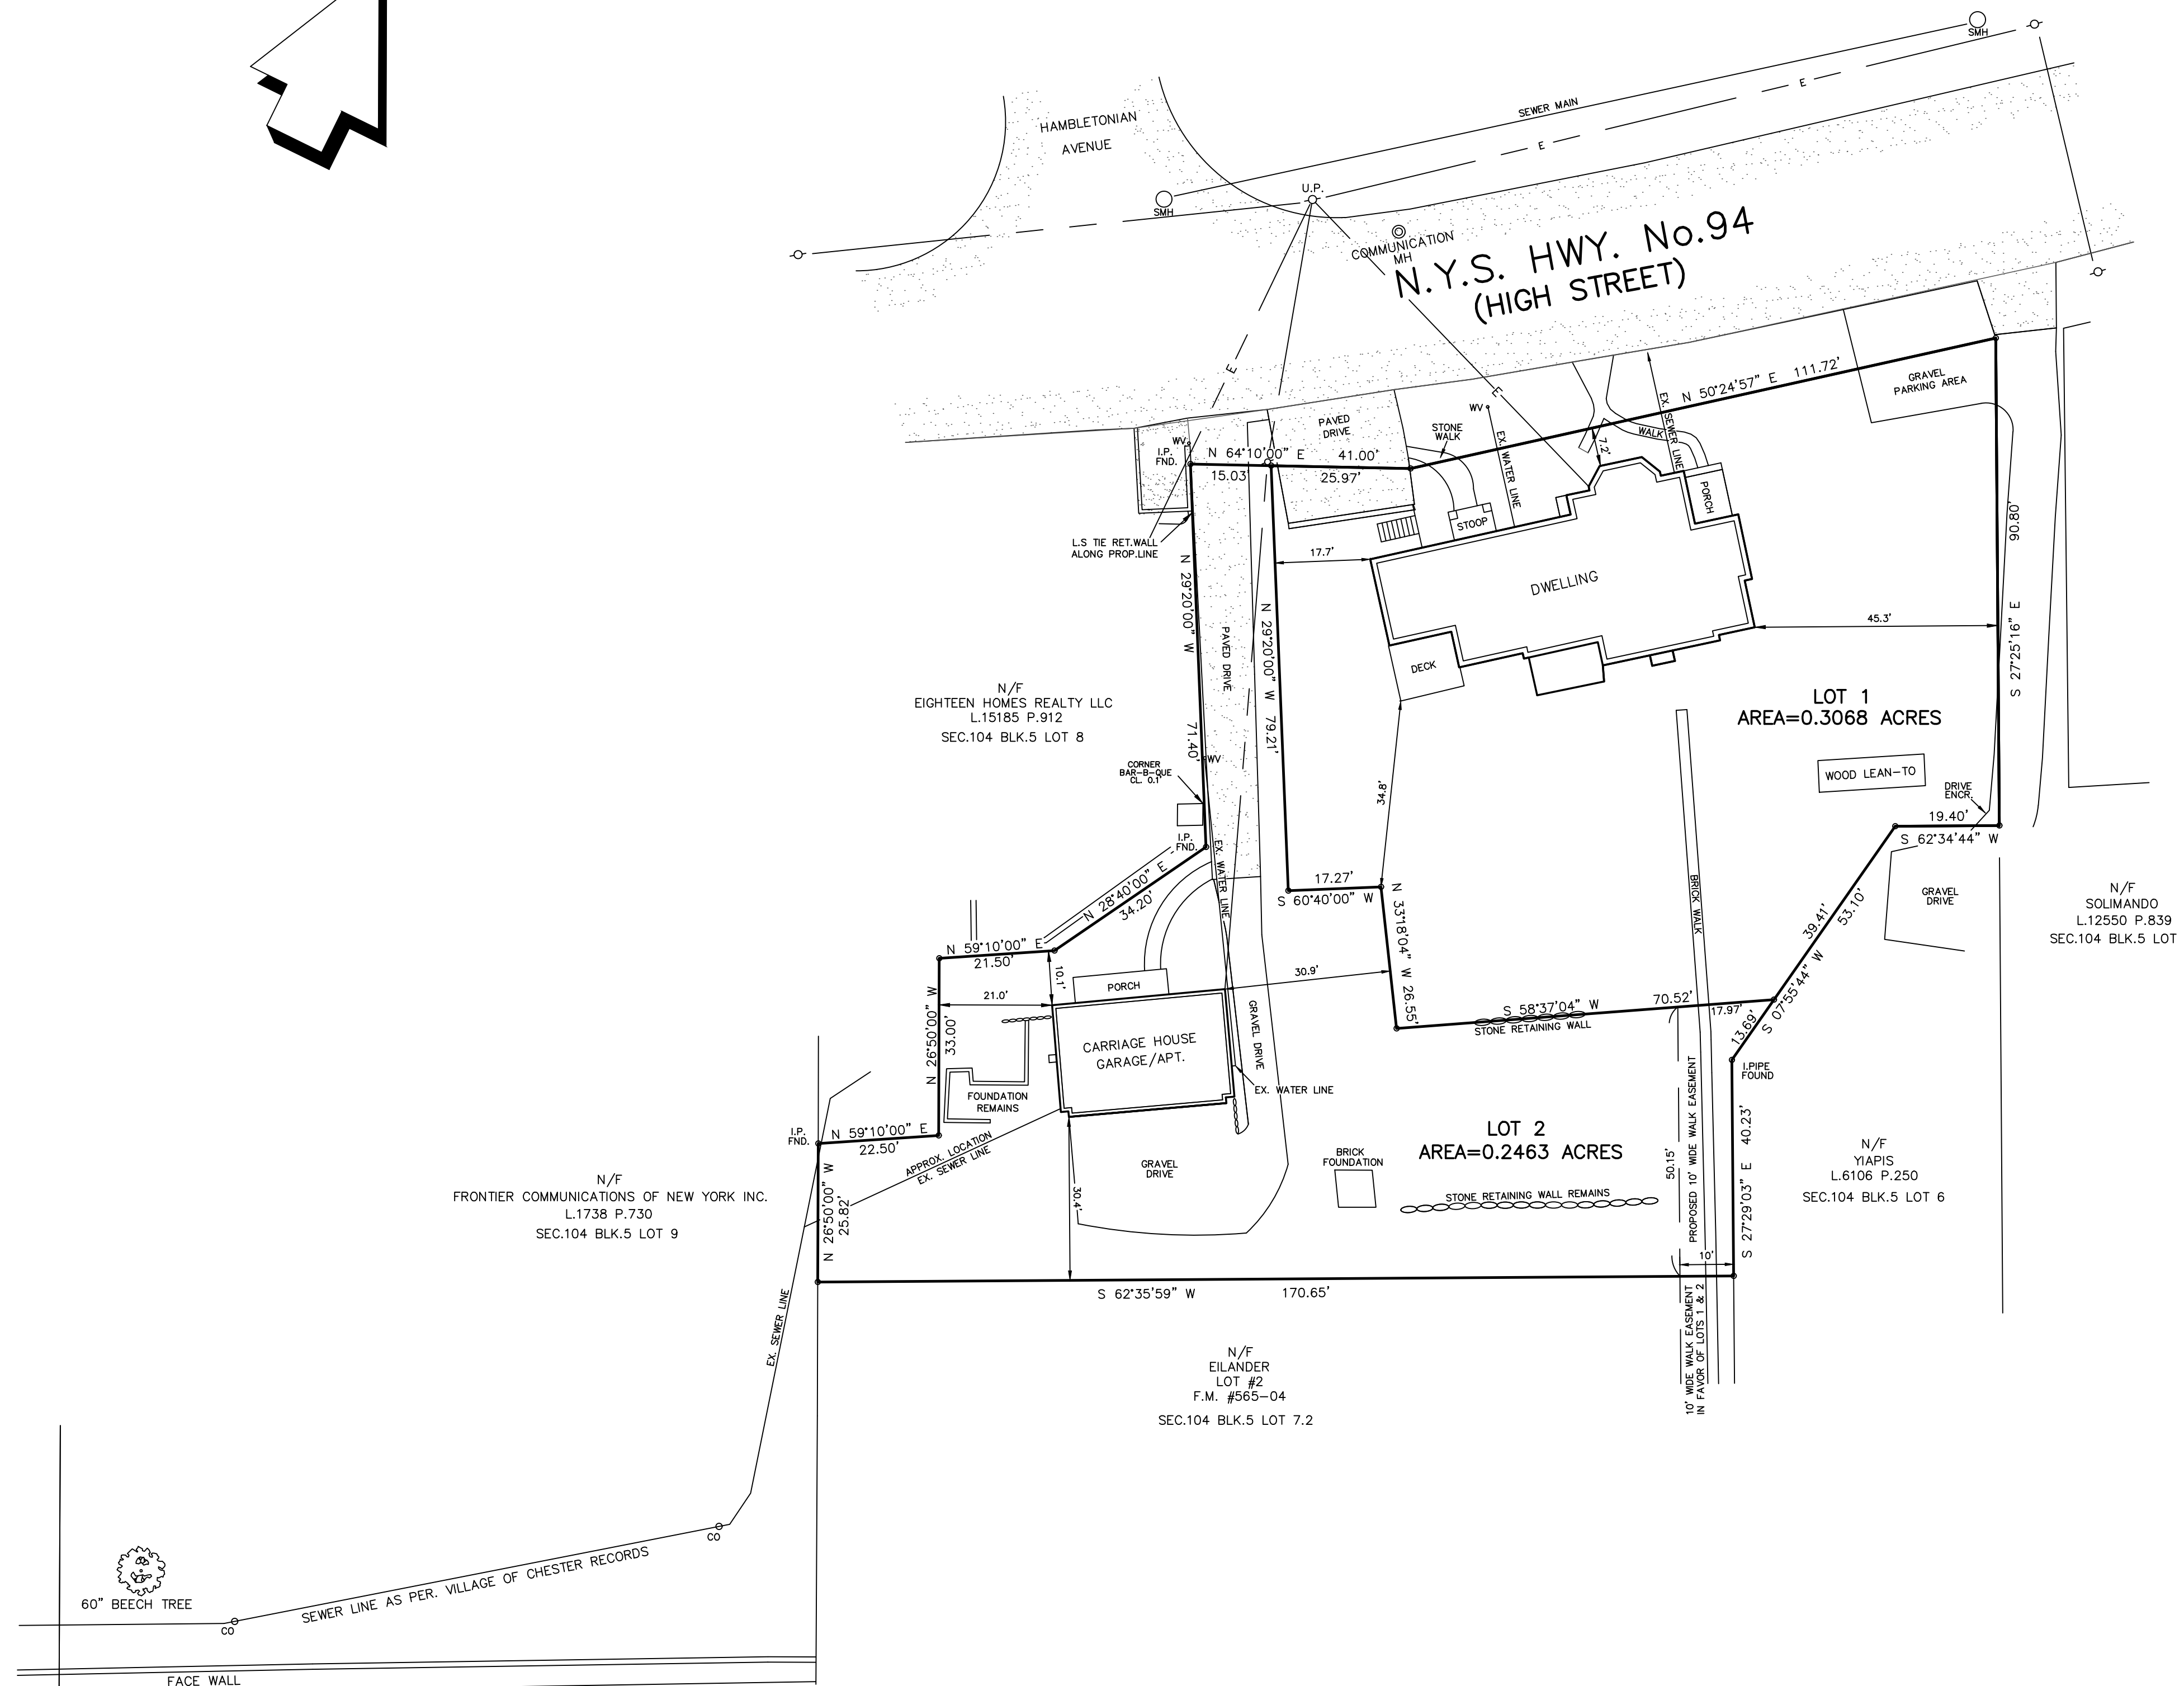 SMH
HAMBLETONIAN
AVENUE
SEWER MAIN
E
E
SMH
U.P.
COMMUNICATION
MH
N.Y.S. HWY. No.94
(HIGH STREET)
E
E
N 50°24'57" E 111.72'
GRAVEL
PARKING AREA
WV
I.P.
FND.
PAVED
DRIVE
STONE
WALK
WV
EX. WATER LINE
EX. SEWER LINE
WALK
7.2'
N 64°10'00" E 41.00'
15.03'
25.97'
STOOP
PORCH
L.S TIE RET.WALL
ALONG PROP.LINE
17.7'
DWELLING
90.80'
S 27°25'16" E
45.3'
N 29°20'00" W
71.40'
PAVED DRIVE
N 29°20'00" W 79.21'
DECK
N/F
EIGHTEEN HOMES REALTY LLC
L.15185 P.912
SEC.104 BLK.5 LOT 8
LOT 1
AREA=0.3068 ACRES
CORNER
BAR-B-QUE
CL. 0.1'
WV
WOOD LEAN-TO
34.8'
DRIVE
ENCR.
19.40'
S 62°34'44" W
I.P.
FND.
EX. WATER LINE
17.27'
S 60°40'00" W
N 28°40'00" E
34.20'
BRICK WALK
GRAVEL
DRIVE
N/F
SOLIMANDO
L.12550 P.839
SEC.104 BLK.5 LOT
39.41'
53.10'
S 07°55'44" W
N 33°18'04" W 26.55'
N 59°10'00" E
21.50'
10.1'
30.9'
PORCH
21.0'
N 26°50'00" W
33.00'
CARRIAGE HOUSE
GARAGE/APT.
GRAVEL DRIVE
S 58°37'04" W
70.52'
17.97'
STONE RETAINING WALL
13.69'
I.PIPE
FOUND
EX. WATER LINE
FOUNDATION
REMAINS
I.P.
FND.
N 59°10'00" E
22.50'
APPROX. LOCATION
EX. SEWER LINE
GRAVEL
DRIVE
BRICK
FOUNDATION
LOT 2
AREA=0.2463 ACRES
50.15'
PROPOSED 10' WIDE WALK EASEMENT
S 27°29'03" E 40.23'
N/F
YIAPIS
L.6106 P.250
SEC.104 BLK.5 LOT 6
N/F
FRONTIER COMMUNICATIONS OF NEW YORK INC.
L.1738 P.730
SEC.104 BLK.5 LOT 9
N 26°50'00" W
25.82'
30.4'
STONE RETAINING WALL REMAINS
10'
S 62°35'59" W 170.65'
10' WIDE WALK EASEMENT
IN FAVOR OF LOTS 1 & 2
EX. SEWER LINE
N/F
EILANDER
LOT #2
F.M. #565-04
SEC.104 BLK.5 LOT 7.2
CO
SEWER LINE AS PER. VILLAGE OF CHESTER RECORDS
60" BEECH TREE
CO
FACE WALL